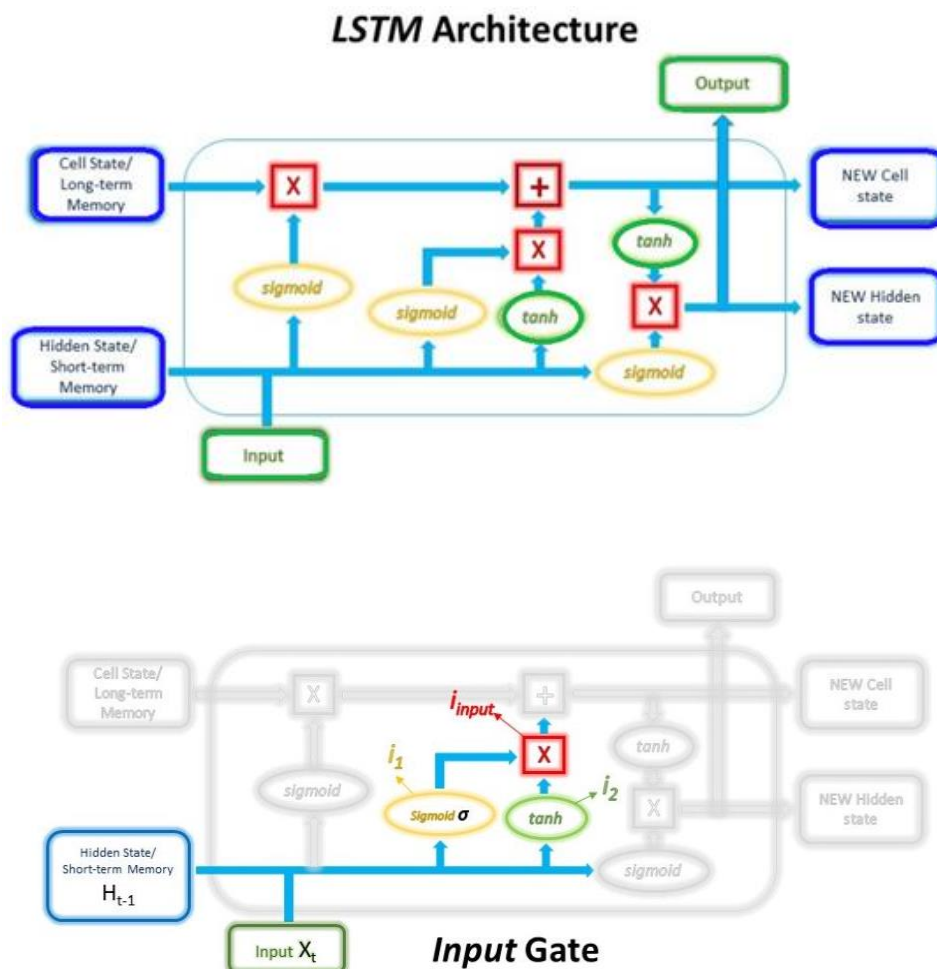 LSTM Architecture
Output
Cell State/
Long-term
Memory
X
+
NEW Cell
state
X
tanh
sigmoid
sigmoid
tanh
X
NEW Hidden
state
Hidden State/
Short-term
Memory
sigmoid
Input
Output
Cell State/
Long-term
Memory
X
+
NEW Cell
state
i_input
X
tanh
i_1
i_2
sigmoid
Sigmoid σ
tanh
X
NEW Hidden
state
Hidden State/
Short-term Memory
H_{t-1}
sigmoid
Input X_t
Input Gate